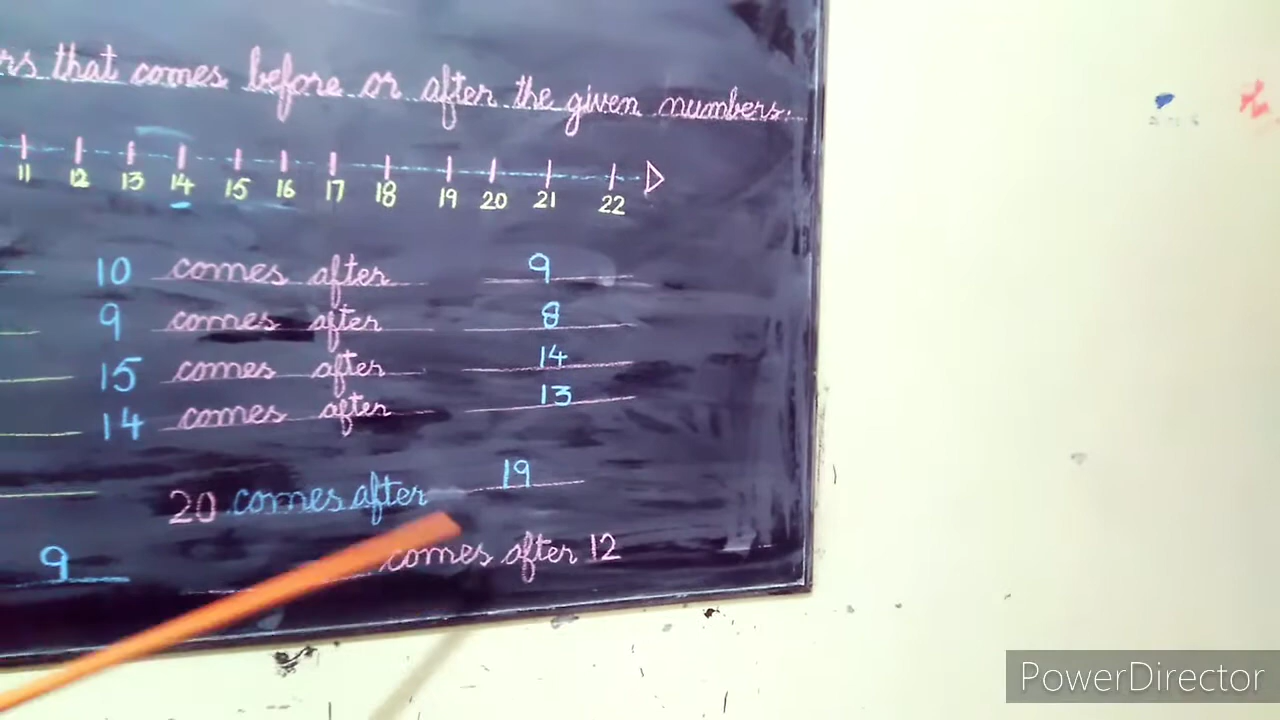 that comes before or after the given numbers.
11 12 13 14 15 16 17 18 19 20 21 22
10 comes after 9
9 comes after 8
15 comes after 14
14 comes after 13
20 comes after 19
9 comes after 12
PowerDirector